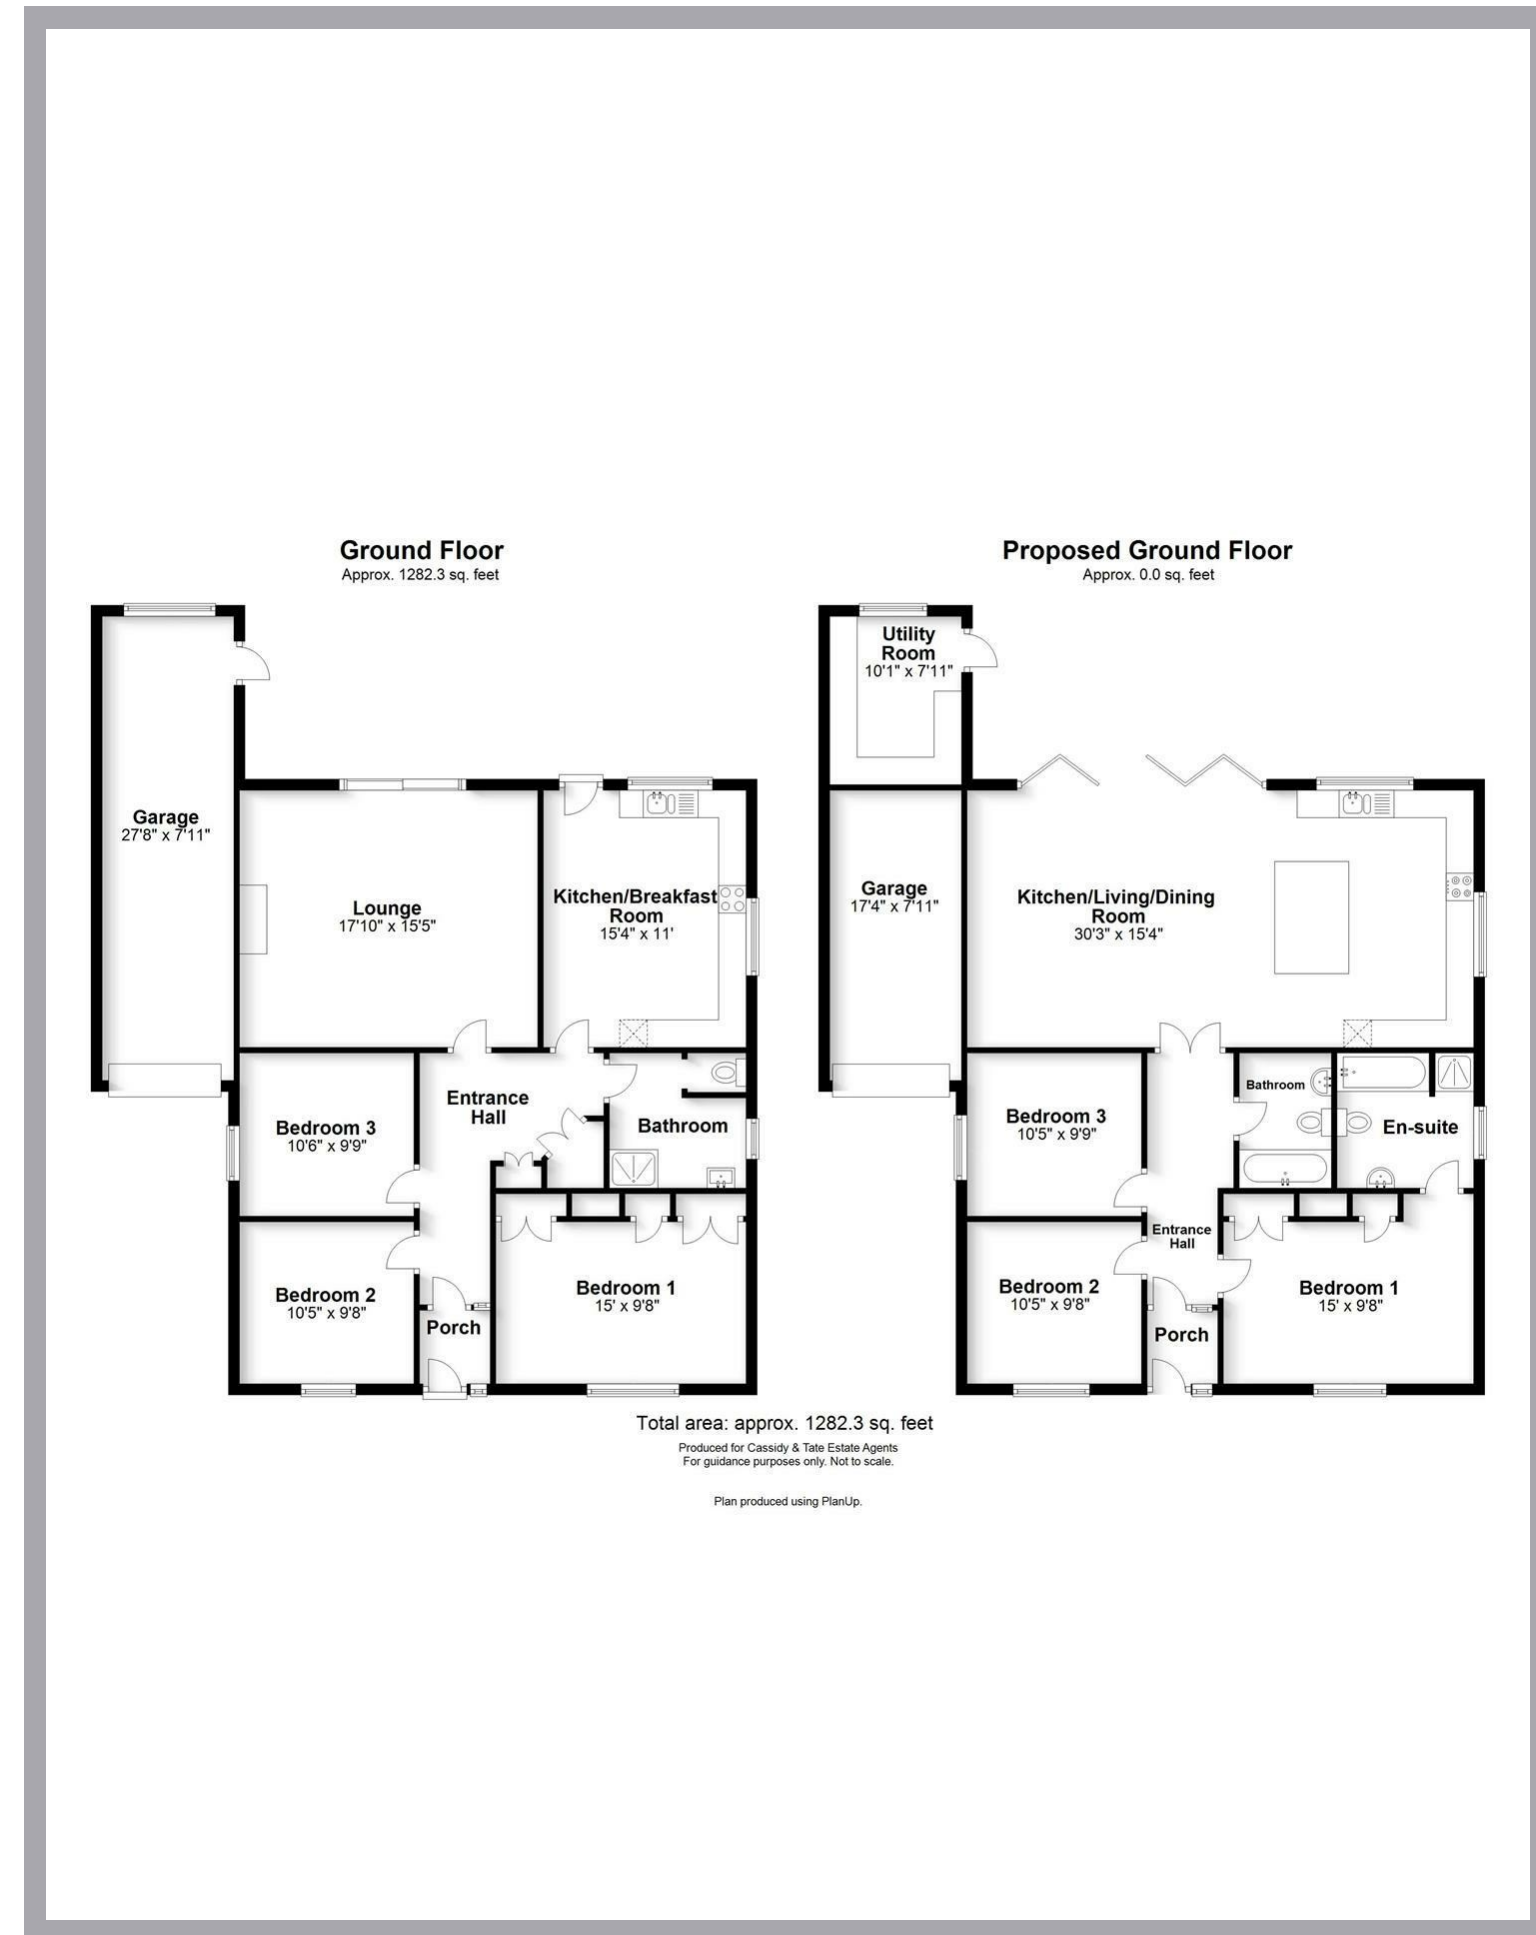 Ground Floor
Approx. 1282.3 sq. feet
Garage
27'8" x 7'11"
Lounge
17'10" x 15'5"
Kitchen/Breakfast
Room
15'4" x 11'
Entrance
Hall
Bathroom
Bedroom 3
10'6" x 9'9"
Bedroom 2
10'5" x 9'8"
Porch
Bedroom 1
15' x 9'8"
Proposed Ground Floor
Approx. 0.0 sq. feet
Utility
Room
10'1" x 7'11"
Garage
17'4" x 7'11"
Kitchen/Living/Dining
Room
30'3" x 15'4"
Bathroom
En-suite
Bedroom 3
10'5" x 9'9"
Entrance
Hall
Bedroom 2
10'5" x 9'8"
Porch
Bedroom 1
15' x 9'8"
Total area: approx. 1282.3 sq. feet
Produced for Cassidy & Tate Estate Agents
For guidance purposes only. Not to scale.
Plan produced using PlanUp.